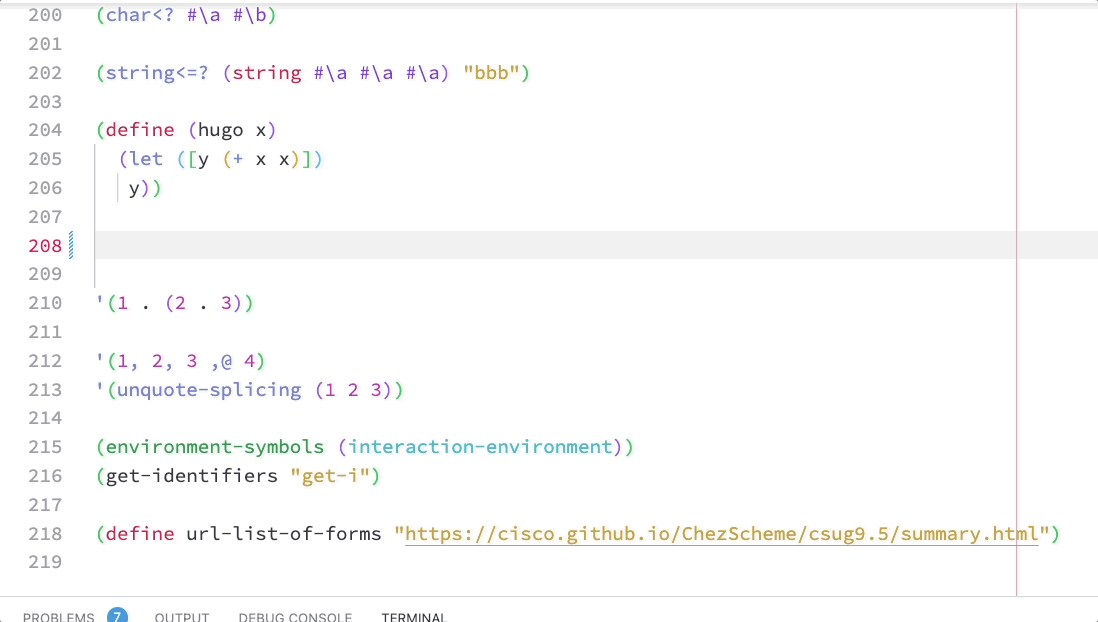 200 (char<? #\a #\b)
201
202 (string<=? (string #\a #\a #\a) "bbb")
203
204 (define (hugo x)
205 (let ([y (+ x x)])
206 y))
207
208
209
210 '(1 . (2 . 3))
211
212 '(1, 2, 3 ,@ 4)
213 '(unquote-splicing (1 2 3))
214
215 (environment-symbols (interaction-environment))
216 (get-identifiers "get-i")
217
218 (define url-list-of-forms "https://cisco.github.io/ChezScheme/csug9.5/summary.html")
219
PROBLEMS 7 OUTPUT DEBUG CONSOLE TERMINAL